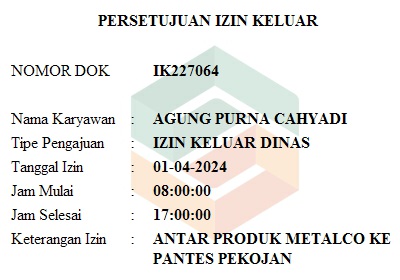 PERSETUJUAN IZIN KELUAR
NOMOR DOK IK227064
Nama Karyawan : AGUNG PURNA CAHYADI
Tipe Pengajuan : IZIN KELUAR DINAS
Tanggal Izin : 01-04-2024
Jam Mulai : 08:00:00
Jam Selesai : 17:00:00
Keterangan Izin : ANTAR PRODUK METALCO KE
PANTES PEKOJAN